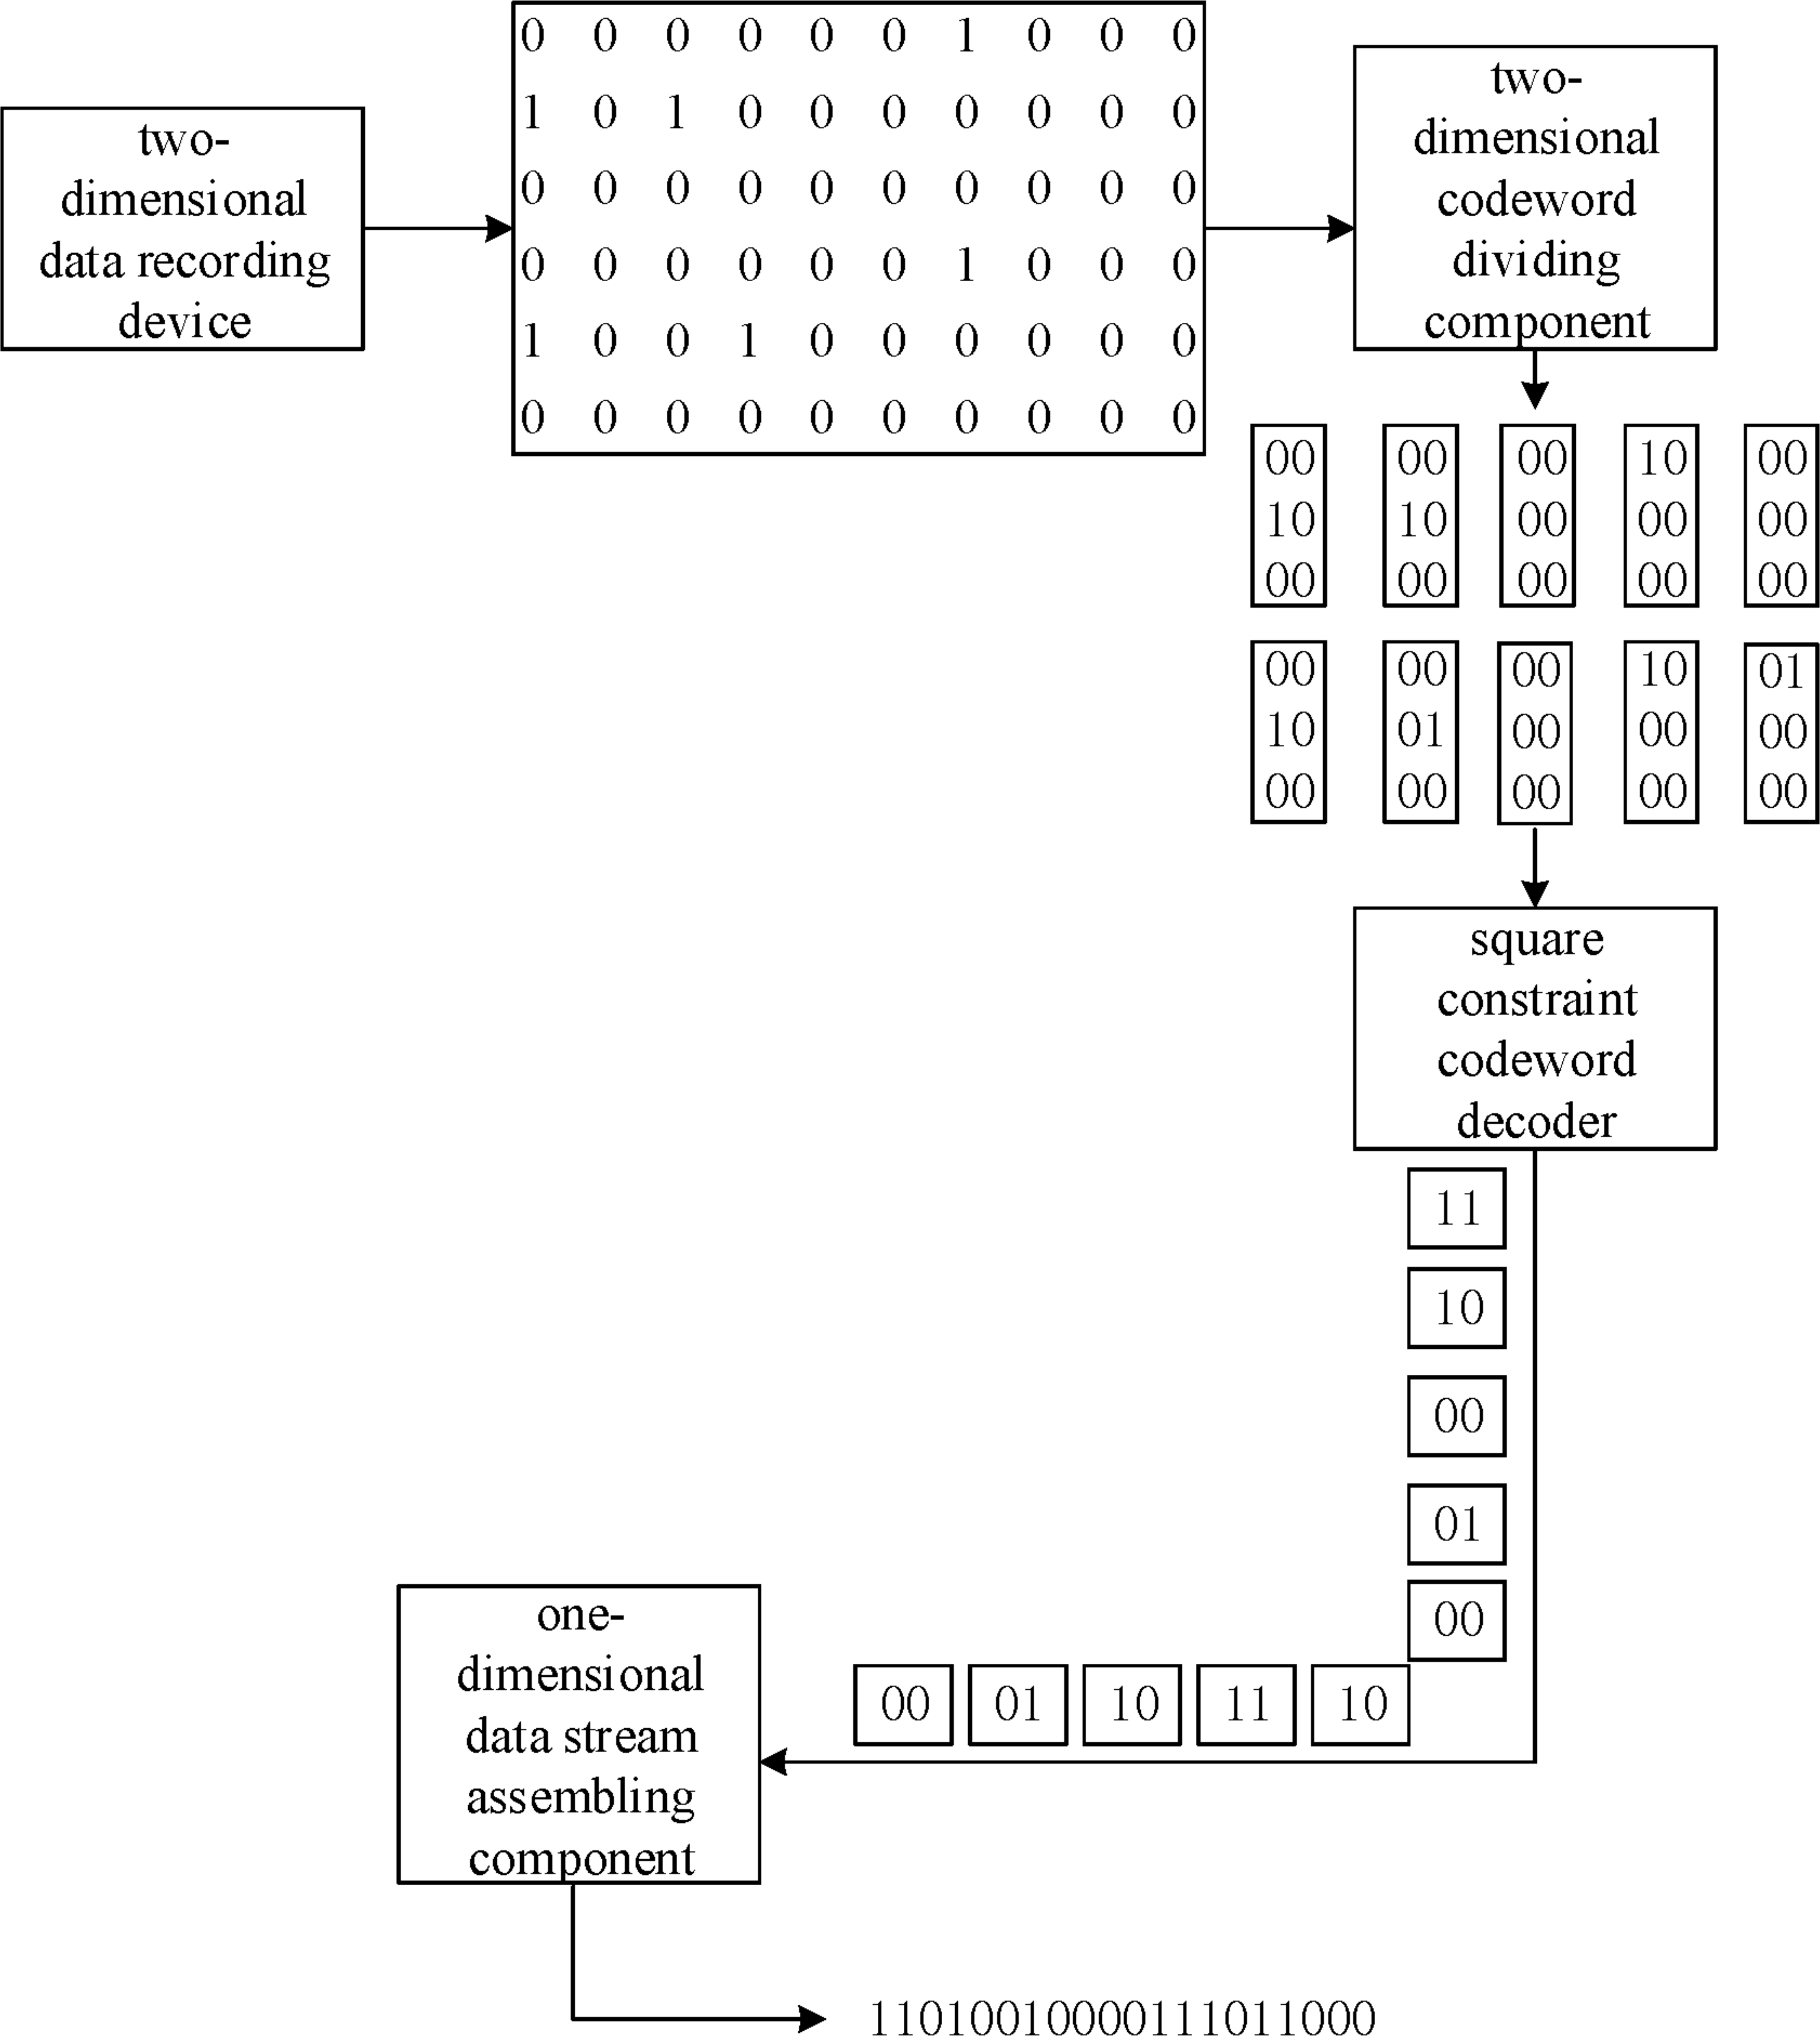 two-
dimensional
data recording
device
0 0 0 0 0 0 1 0 0 0
1 0 1 0 0 0 0 0 0 0
0 0 0 0 0 0 0 0 0 0
0 0 0 0 0 0 1 0 0 0
1 0 0 1 0 0 0 0 0 0
0 0 0 0 0 0 0 0 0 0
two-
dimensional
codeword
dividing
component
00 00 00 10 00
10 10 00 00 00
00 00 00 00 00
00 00 00 10 01
10 01 00 00 00
00 00 00 00 00
square
constraint
codeword
decoder
11
10
00
01
00
00 01 10 11 10
one-
dimensional
data stream
assembling
component
11010010000111011000